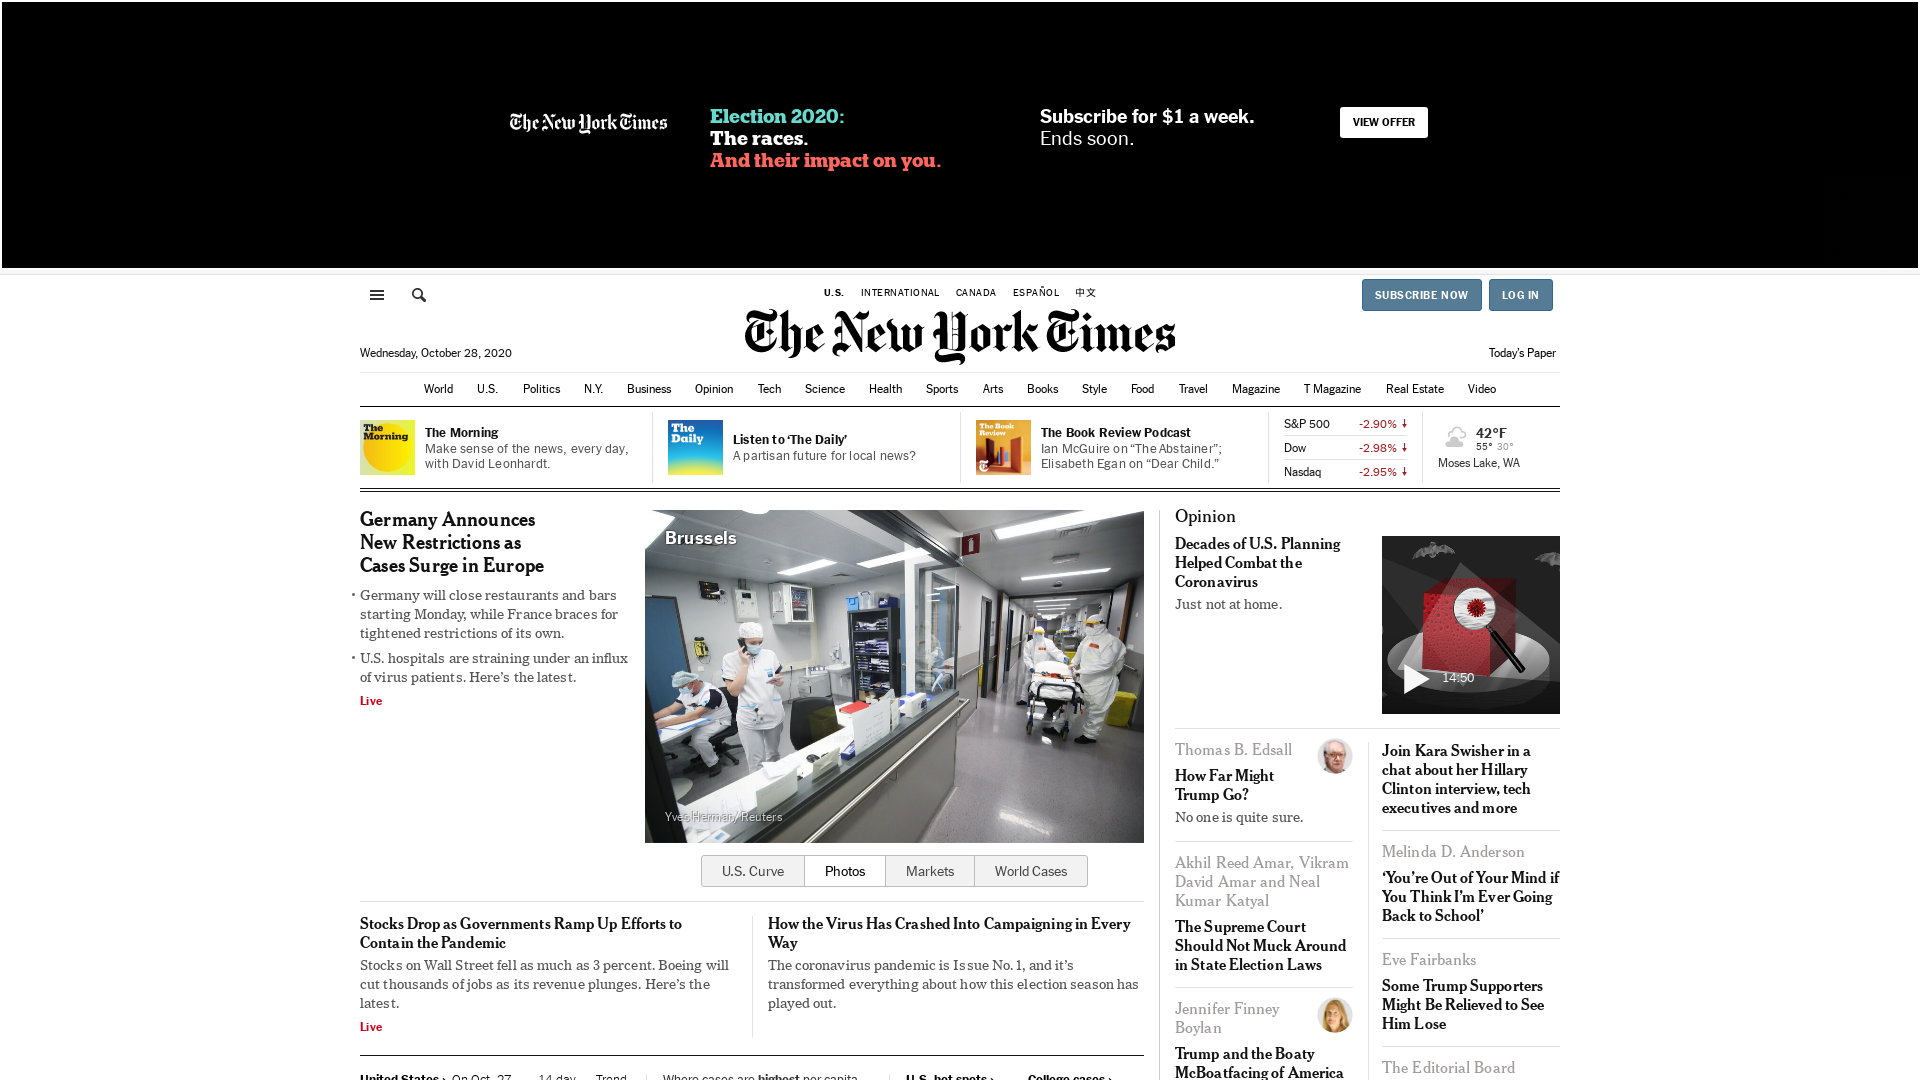 The New York Times
Election 2020:
The races.
And their impact on you.
Subscribe for $1 a week.
Ends soon.
VIEW OFFER
U.S.
INTERNATIONAL
CANADA
ESPAÑOL
中文
SUBSCRIBE NOW
LOG IN
The New York Times
Wednesday, October 28, 2020
Today's Paper
World
U.S.
Politics
N.Y.
Business
Opinion
Tech
Science
Health
Sports
Arts
Books
Style
Food
Travel
Magazine
T Magazine
Real Estate
Video
The
Morning
The Morning
Make sense of the news, every day,
with David Leonhardt.
The
Daily
Listen to ‘The Daily’
A partisan future for local news?
The Book
Review
The Book Review Podcast
Ian McGuire on “The Abstainer”;
Elisabeth Egan on “Dear Child.”
S&P 500 -2.90%
Dow -2.98%
Nasdaq -2.95%
42°F
55° 30°
Moses Lake, WA
Germany Announces
New Restrictions as
Cases Surge in Europe
• Germany will close restaurants and bars
starting Monday, while France braces for
tightened restrictions of its own.
• U.S. hospitals are straining under an influx
of virus patients. Here’s the latest.
Live
Brussels
Yves Herman/Reuters
U.S. Curve
Photos
Markets
World Cases
Stocks Drop as Governments Ramp Up Efforts to
Contain the Pandemic
Stocks on Wall Street fell as much as 3 percent. Boeing will
cut thousands of jobs as its revenue plunges. Here’s the
latest.
Live
How the Virus Has Crashed Into Campaigning in Every
Way
The coronavirus pandemic is Issue No. 1, and it’s
transformed everything about how this election season has
played out.
United States › On Oct. 27 14-day Trend
Where cases are highest per capita
U.S. hot spots ›
College cases ›
Opinion
Decades of U.S. Planning
Helped Combat the
Coronavirus
Just not at home.
14:50
Thomas B. Edsall
How Far Might
Trump Go?
No one is quite sure.
Akhil Reed Amar, Vikram
David Amar and Neal
Kumar Katyal
The Supreme Court
Should Not Muck Around
in State Election Laws
Jennifer Finney
Boylan
Trump and the Boaty
McBoatfacing of America
Join Kara Swisher in a
chat about her Hillary
Clinton interview, tech
executives and more
Melinda D. Anderson
‘You’re Out of Your Mind if
You Think I’m Ever Going
Back to School’
Eve Fairbanks
Some Trump Supporters
Might Be Relieved to See
Him Lose
The Editorial Board